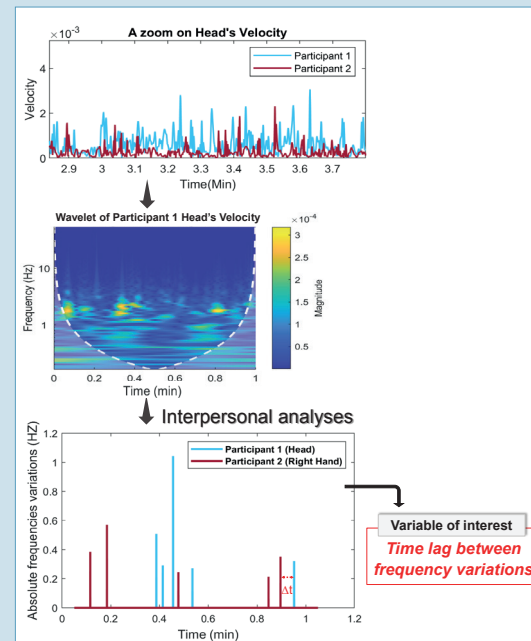 A zoom on Head's Velocity
×10⁻³
Participant 1
Participant 2
Velocity
4
2
0
2.9 3 3.1 3.2 3.3 3.4 3.5 3.6 3.7
Time(Min)
Wavelet of Participant 1 Head's Velocity
×10⁻⁴
Frequency (Hz)
10
1
0 0.2 0.4 0.6 0.8 1
Time (min)
3
2.5
2
1.5
1
0.5
Magnitude
Interpersonal analyses
Participant 1 (Head)
Participant 2 (Right Hand)
Absolute frequencies variations (HZ)
1.2
1
0.8
0.6
0.4
0.2
0
Δt
0 0.2 0.4 0.6 0.8 1 1.2
Time (min)
Variable of interest
Time lag between
frequency variations